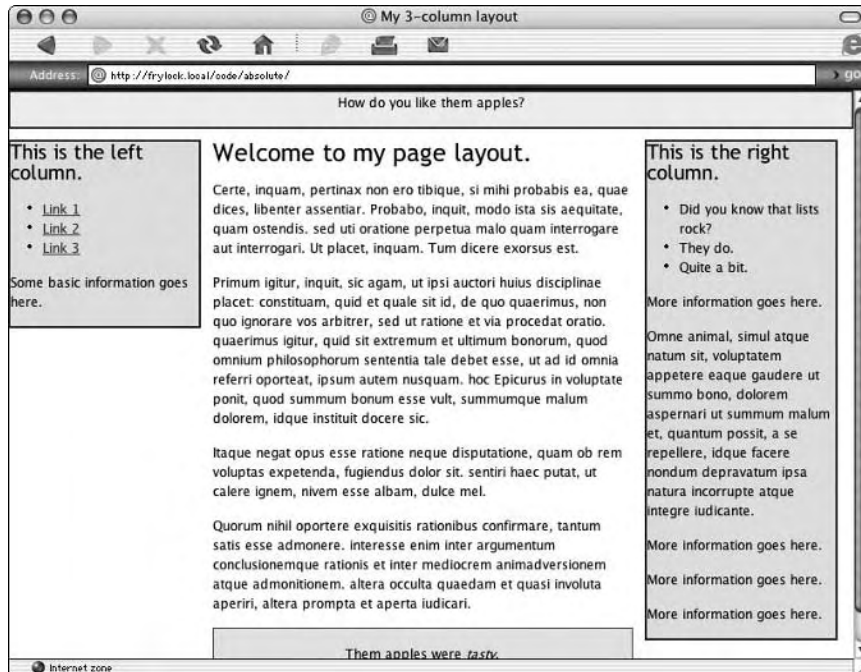 My 3-column layout
Address: http://frylock.local/code/absolute/
go
How do you like them apples?
This is the left
column.
• Link 1
• Link 2
• Link 3
Some basic information goes
here.
Welcome to my page layout.
Certe, inquam, pertinax non ero tibique, si mihi probabis ea, quae
dices, libenter assentiar. Probabo, inquit, modo ista sis aequitate,
quam ostendis. sed uti oratione perpetua malo quam interrogare
aut interrogari. Ut placet, inquam. Tum dicere exorsus est.
Primum igitur, inquit, sic agam, ut ipsi auctori huius disciplinae
placet: constituam, quid et quale sit id, de quo quaerimus, non
quo ignorare vos arbitrer, sed ut ratione et via procedat oratio.
quaerimus igitur, quid sit extremum et ultimum bonorum, quod
omnium philosophorum sententia tale debet esse, ut ad id omnia
referri oporteat, ipsum autem nusquam. hoc Epicurus in voluptate
ponit, quod summum bonum esse vult, summumque malum
dolorem, idque instituit docere sic.
Itaque negat opus esse ratione neque disputatione, quam ob rem
voluptas expetenda, fugiendus dolor sit. sentiri haec putat, ut
calere ignem, nivem esse albam, dulce mel.
Quorum nihil oportere exquisitis rationibus confirmare, tantum
satis esse admonere. interesse enim inter argumentum
conclusionemque rationis et inter mediocrem animadversionem
atque admonitionem. altera occulta quaedam et quasi involuta
aperiri, altera prompta et aperta iudicari.
Them apples were tasty.
This is the right
column.
• Did you know that lists
rock?
• They do.
• Quite a bit.
More information goes here.
Omne animal, simul atque
natum sit, voluptatem
appetere eaque gaudere ut
summo bono, dolorem
aspernari ut summum malum
et, quantum possit, a se
repellere, idque facere
nondum depravatum ipsa
natura incorrupte atque
integre iudicante.
More information goes here.
More information goes here.
More information goes here.
Internet zone